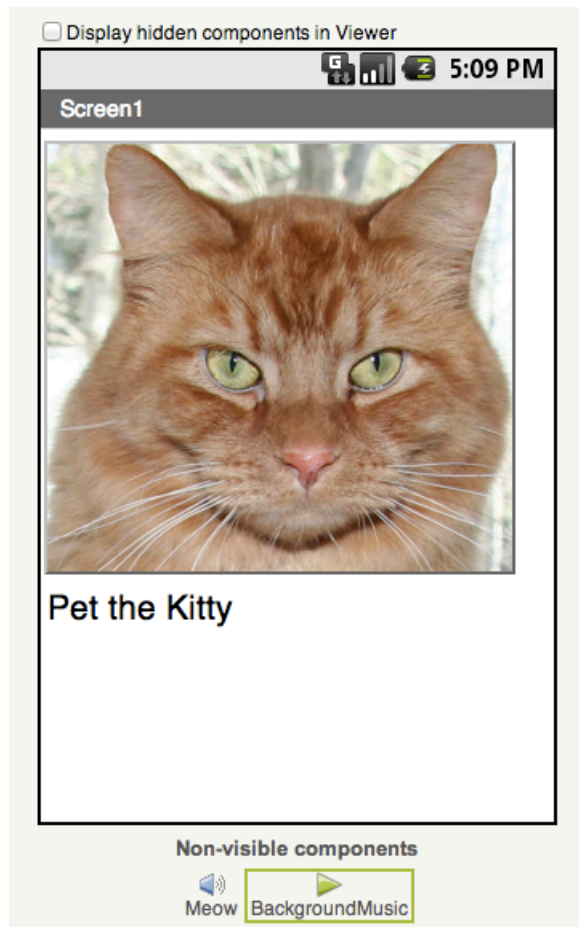 Display hidden components in Viewer
G 5:09 PM
Screen1
Pet the Kitty
Non-visible components
Meow BackgroundMusic